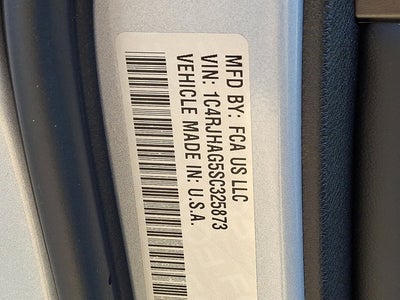 MFD BY: FCA US LLC
VIN: 1C4RJHAG5SC325873
VEHICLE MADE IN: U.S.A.